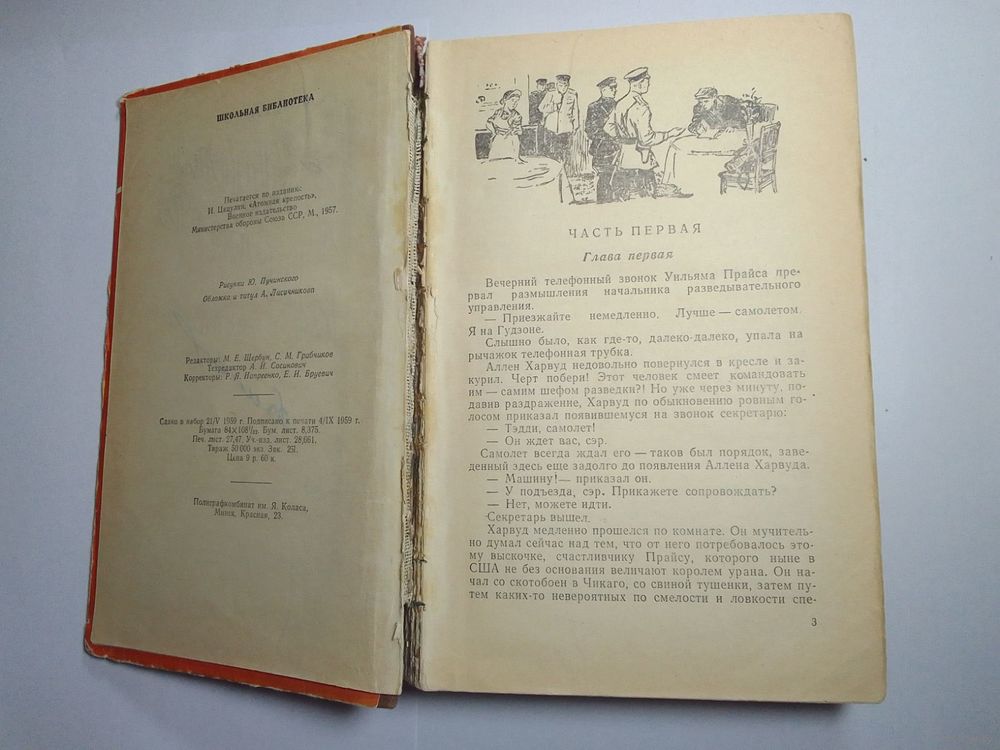 ШКОЛЬНАЯ БИБЛИОТЕКА
Печатается по изданию:
И. Цацулин, «Атомная крепость»,
Военное издательство
Министерства обороны Союза ССР, М., 1957.
Рисунки Ю. Пучинского
Обложка и титул А. Ласичникова
Редакторы: М. Е. Щербун, С. М. Грабчиков
Техредактор А. И. Сосинович
Корректоры: Р. Я. Напреенко, Е. Н. Бруевич
Сдано в набор 21/V 1959 г. Подписано к печати 4/IX 1959 г.
Бумага 84×108¹/₃₂. Бум. лист. 8,375.
Печ. лист. 27,47. Уч.-изд. лист. 28,661.
Тираж 50 000 экз. Зак. 251.
Цена 9 р. 60 к.
Полиграфкомбинат им. Я. Коласа,
Минск, Красная, 23.
ЧАСТЬ ПЕРВАЯ
Глава первая
Вечерний телефонный звонок Уильяма Прайса пре-
рвал размышления начальника разведывательного
управления.
— Приезжайте немедленно. Лучше — самолетом.
Я на Гудзоне.
Слышно было, как где-то, далеко-далеко, упала на
рычажок телефонная трубка.
Аллен Харвуд недовольно повернулся в кресле и за-
курил. Черт побери! Этот человек смеет командовать
им — самим шефом разведки?! Но уже через минуту, по-
давив раздражение, Харвуд по обыкновению ровным го-
лосом приказал появившемуся на звонок секретарю:
— Тэдди, самолет!
— Он ждет вас, сэр.
Самолет всегда ждал его — таков был порядок, заве-
денный здесь еще задолго до появления Аллена Харвуда.
— Машину! — приказал он.
— У подъезда, сэр. Прикажете сопровождать?
— Нет, можете идти.
Секретарь вышел.
Харвуд медленно прошелся по комнате. Он мучитель-
но думал сейчас над тем, что от него потребовалось это-
му выскочке, счастливчику Прайсу, которого ныне в
США не без основания величают королем урана. Он на-
чал со скотобоен в Чикаго, со свиной тушенки, затем пу-
тем каких-то невероятных по смелости и ловкости спе-
3